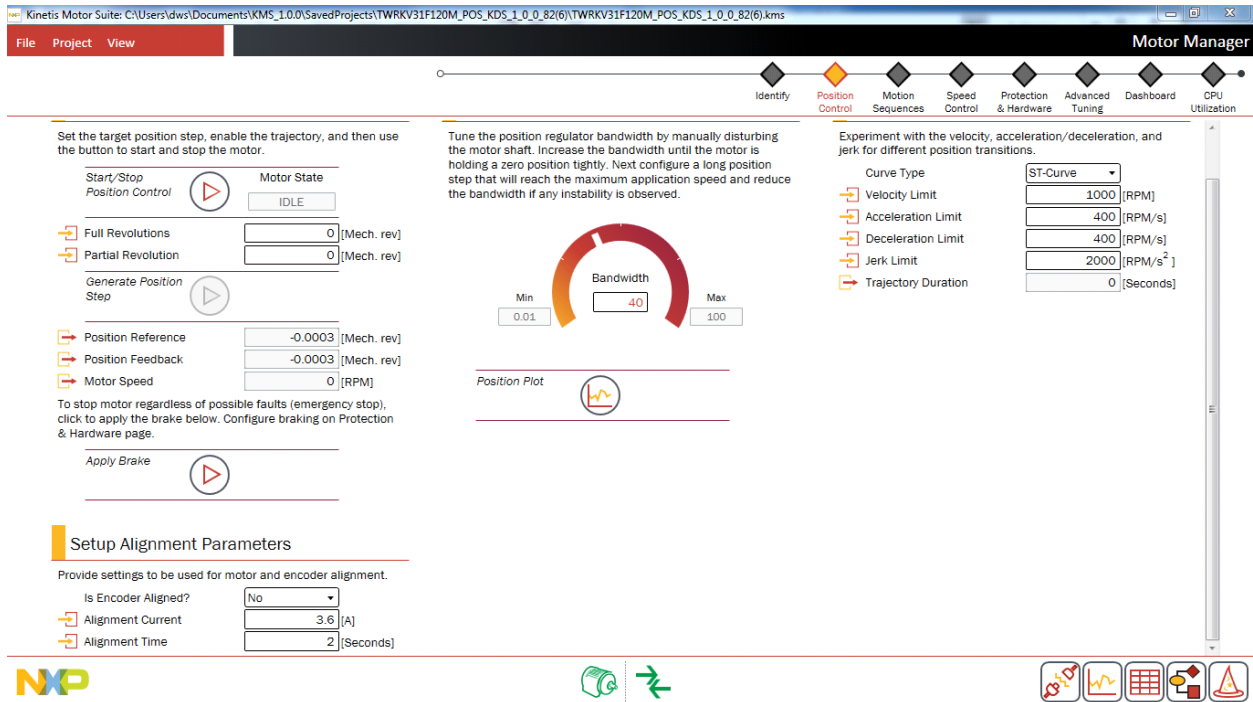 Kinetis Motor Suite: C:\Users\dws\Documents\KMS_1.0.0\SavedProjects\TWRKV31F120M_POS_KDS_1_0_0_82(6)\TWRKV31F120M_POS_KDS_1_0_0_82(6).kms
File Project View
Motor Manager
Identify
Position
Control
Motion
Sequences
Speed
Control
Protection
& Hardware
Advanced
Tuning
Dashboard
CPU
Utilization
Set the target position step, enable the trajectory, and then use
the button to start and stop the motor.
Start/Stop
Position Control
Motor State
IDLE
Full Revolutions 0 [Mech. rev]
Partial Revolution 0 [Mech. rev]
Generate Position
Step
Position Reference -0.0003 [Mech. rev]
Position Feedback -0.0003 [Mech. rev]
Motor Speed 0 [RPM]
To stop motor regardless of possible faults (emergency stop),
click to apply the brake below. Configure braking on Protection
& Hardware page.
Apply Brake
Setup Alignment Parameters
Provide settings to be used for motor and encoder alignment.
Is Encoder Aligned? No
Alignment Current 3.6 [A]
Alignment Time 2 [Seconds]
Tune the position regulator bandwidth by manually disturbing
the motor shaft. Increase the bandwidth until the motor is
holding a zero position tightly. Next configure a long position
step that will reach the maximum application speed and reduce
the bandwidth if any instability is observed.
Bandwidth
40
Min
0.01
Max
100
Position Plot
Experiment with the velocity, acceleration/deceleration, and
jerk for different position transitions.
Curve Type ST-Curve
Velocity Limit 1000 [RPM]
Acceleration Limit 400 [RPM/s]
Deceleration Limit 400 [RPM/s]
Jerk Limit 2000 [RPM/s² ]
Trajectory Duration 0 [Seconds]
NXP